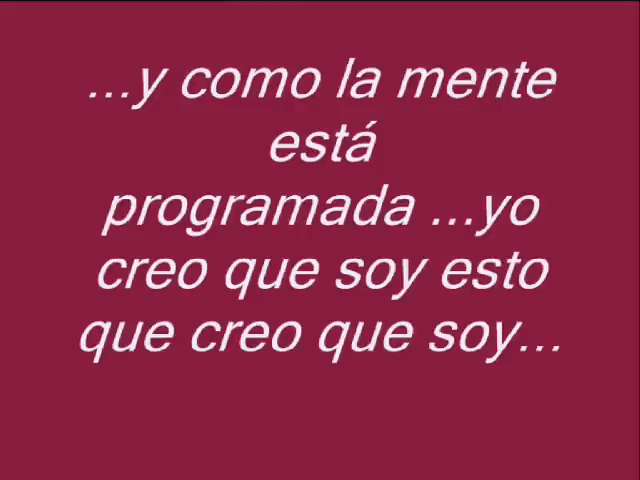 ...y como la mente
está
programada ...yo
creo que soy esto
que creo que soy...